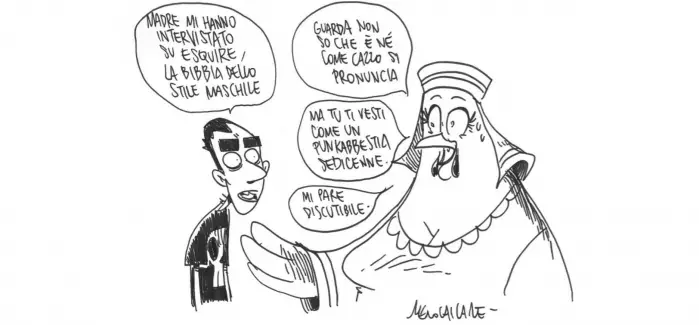 MADRE MI HANNO
INTERVISTATO
SU ESQUIRE,
LA BIBBIA DELLO
STILE MASCHILE
GUARDA NON
SO CHE È NÉ
COME CAZZO SI
PRONUNCIA
MA TU TI VESTI
COME UN
PUNKABBESTIA
SEDICENNE.
MI PARE
DISCUTIBILE.
ZEROCALCARE